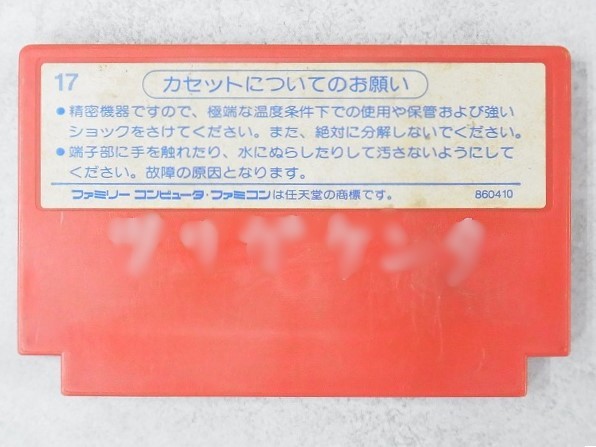 17
カセットについてのお願い
●精密機器ですので、極端な温度条件下での使用や保管および強い
ショックをさけてください。また、絶対に分解しないでください。
●端子部に手を触れたり、水にぬらしたりして汚さないようにして
ください。故障の原因となります。
ファミリー コンピュータ・ファミコンは任天堂の商標です。
860410